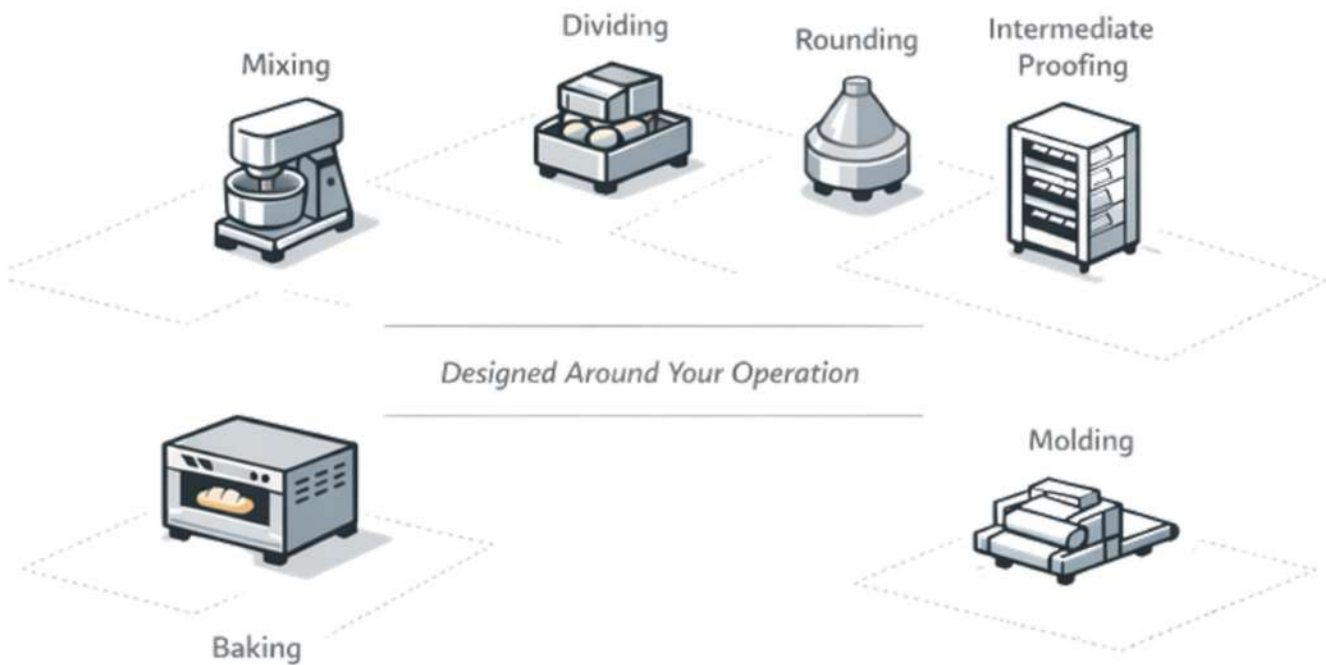 Mixing
Dividing
Rounding
Intermediate
Proofing
Designed Around Your Operation
Molding
Baking